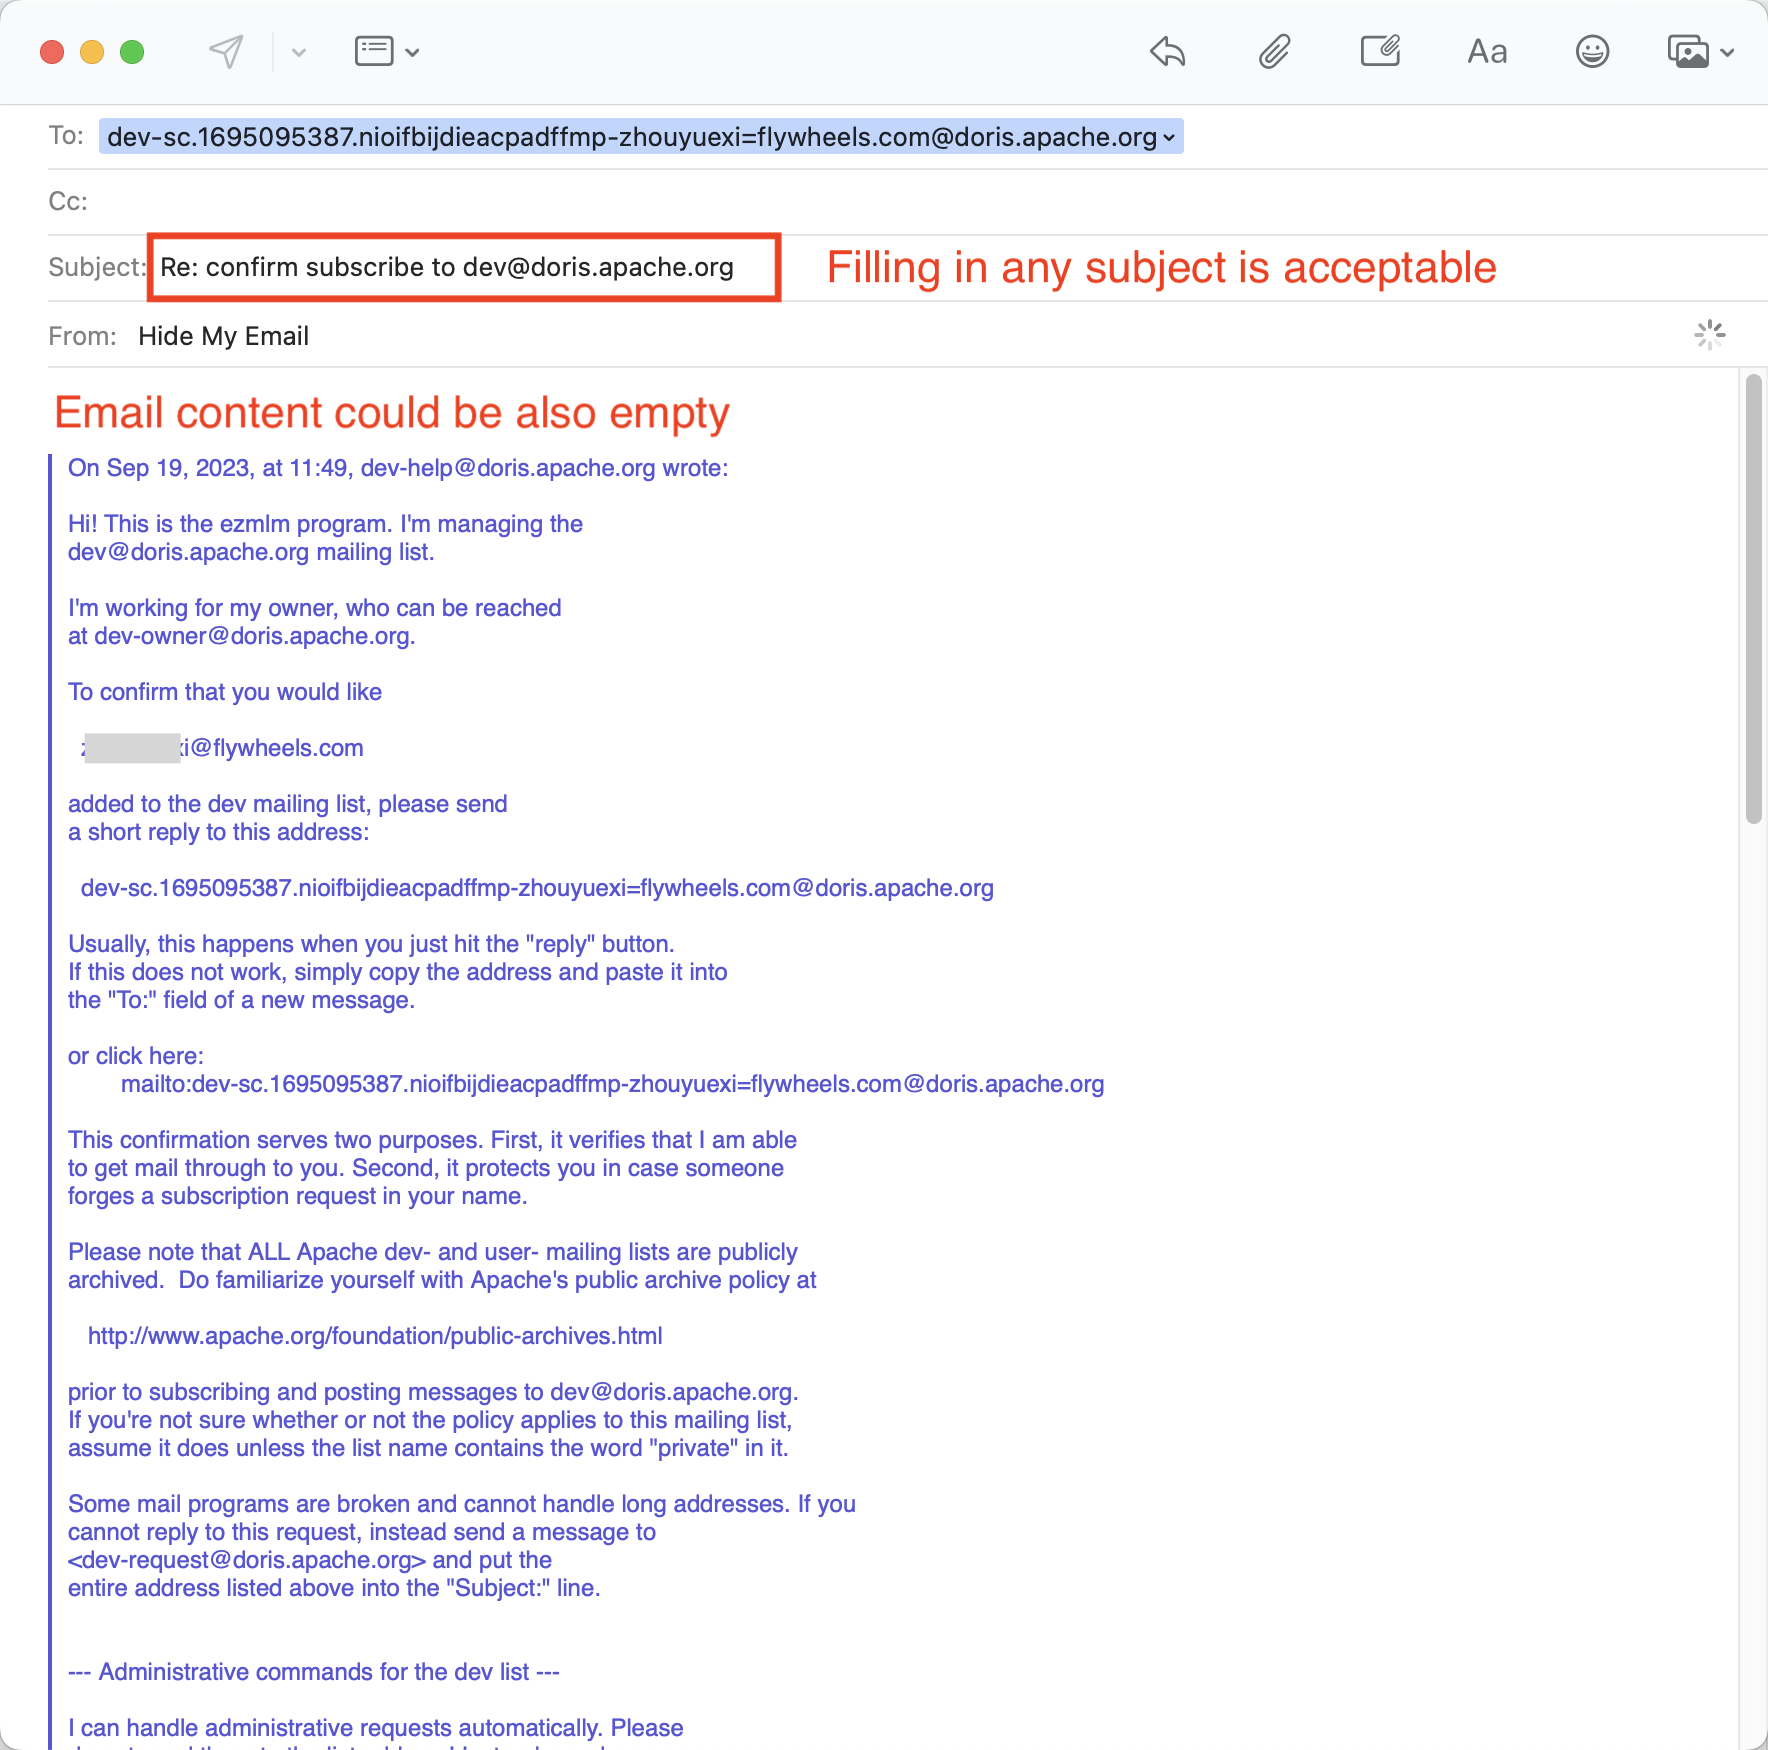 Aa
To: dev-sc.1695095387.nioifbijdieacpadffmp-zhouyuexi=flywheels.com@doris.apache.org
Cc:
Subject: Re: confirm subscribe to dev@doris.apache.org Filling in any subject is acceptable
From: Hide My Email
Email content could be also empty
On Sep 19, 2023, at 11:49, dev-help@doris.apache.org wrote:
Hi! This is the ezmlm program. I'm managing the
dev@doris.apache.org mailing list.
I'm working for my owner, who can be reached
at dev-owner@doris.apache.org.
To confirm that you would like
i@flywheels.com
added to the dev mailing list, please send
a short reply to this address:
dev-sc.1695095387.nioifbijdieacpadffmp-zhouyuexi=flywheels.com@doris.apache.org
Usually, this happens when you just hit the "reply" button.
If this does not work, simply copy the address and paste it into
the "To:" field of a new message.
or click here:
mailto:dev-sc.1695095387.nioifbijdieacpadffmp-zhouyuexi=flywheels.com@doris.apache.org
This confirmation serves two purposes. First, it verifies that I am able
to get mail through to you. Second, it protects you in case someone
forges a subscription request in your name.
Please note that ALL Apache dev- and user- mailing lists are publicly
archived.  Do familiarize yourself with Apache's public archive policy at
http://www.apache.org/foundation/public-archives.html
prior to subscribing and posting messages to dev@doris.apache.org.
If you're not sure whether or not the policy applies to this mailing list,
assume it does unless the list name contains the word "private" in it.
Some mail programs are broken and cannot handle long addresses. If you
cannot reply to this request, instead send a message to
<dev-request@doris.apache.org> and put the
entire address listed above into the "Subject:" line.
--- Administrative commands for the dev list ---
I can handle administrative requests automatically. Please